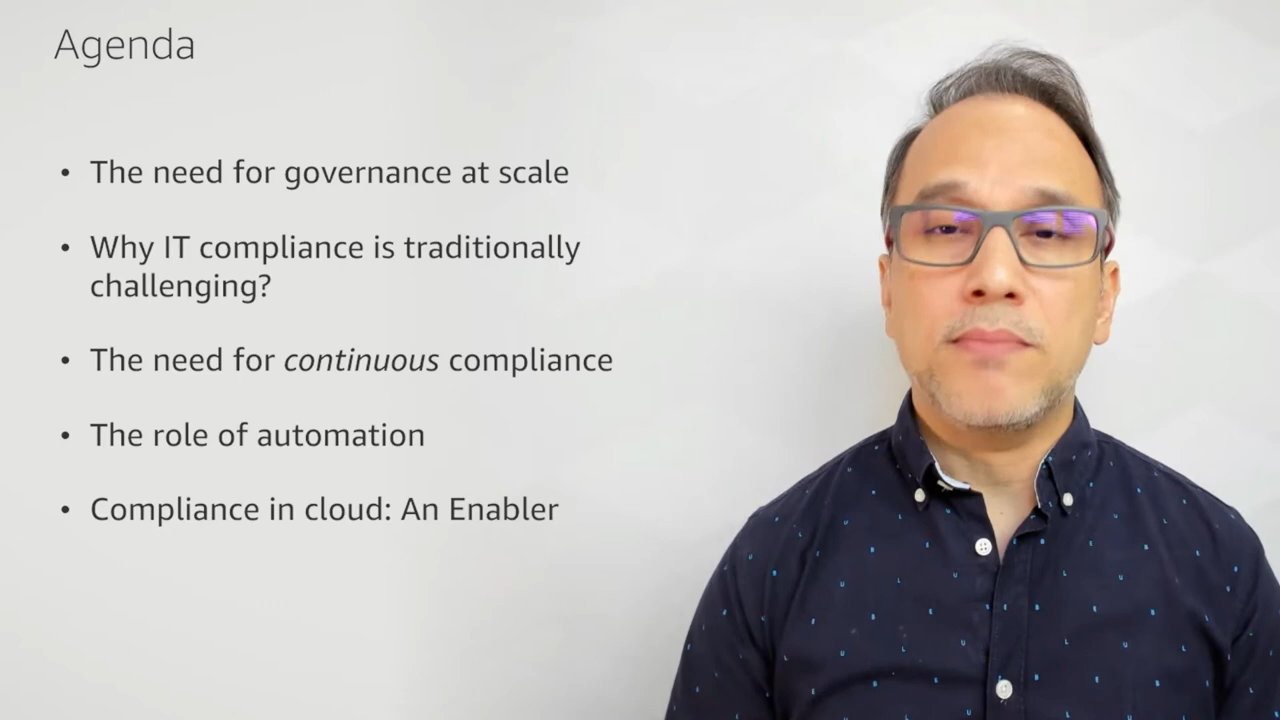 Agenda
• The need for governance at scale
• Why IT compliance is traditionally
challenging?
• The need for continuous compliance
• The role of automation
• Compliance in cloud: An Enabler